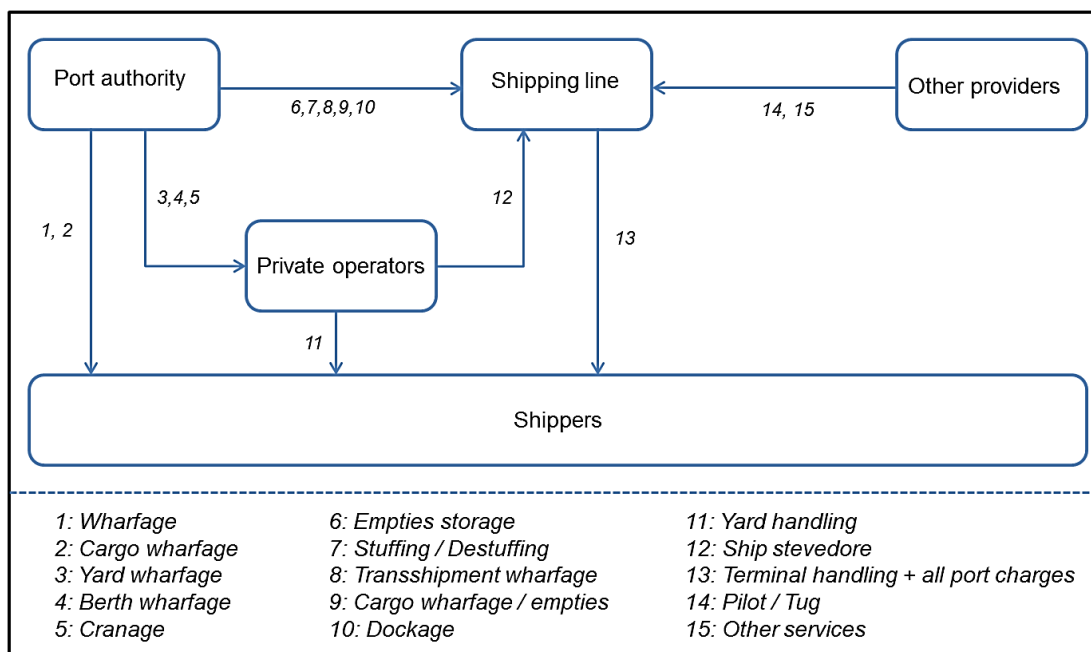 Port authority
Shipping line
Other providers
6,7,8,9,10
14, 15
3,4,5
12
1, 2
13
Private operators
11
Shippers
1: Wharfage
2: Cargo wharfage
3: Yard wharfage
4: Berth wharfage
5: Cranage
6: Empties storage
7: Stuffing / Destuffing
8: Transshipment wharfage
9: Cargo wharfage / empties
10: Dockage
11: Yard handling
12: Ship stevedore
13: Terminal handling + all port charges
14: Pilot / Tug
15: Other services